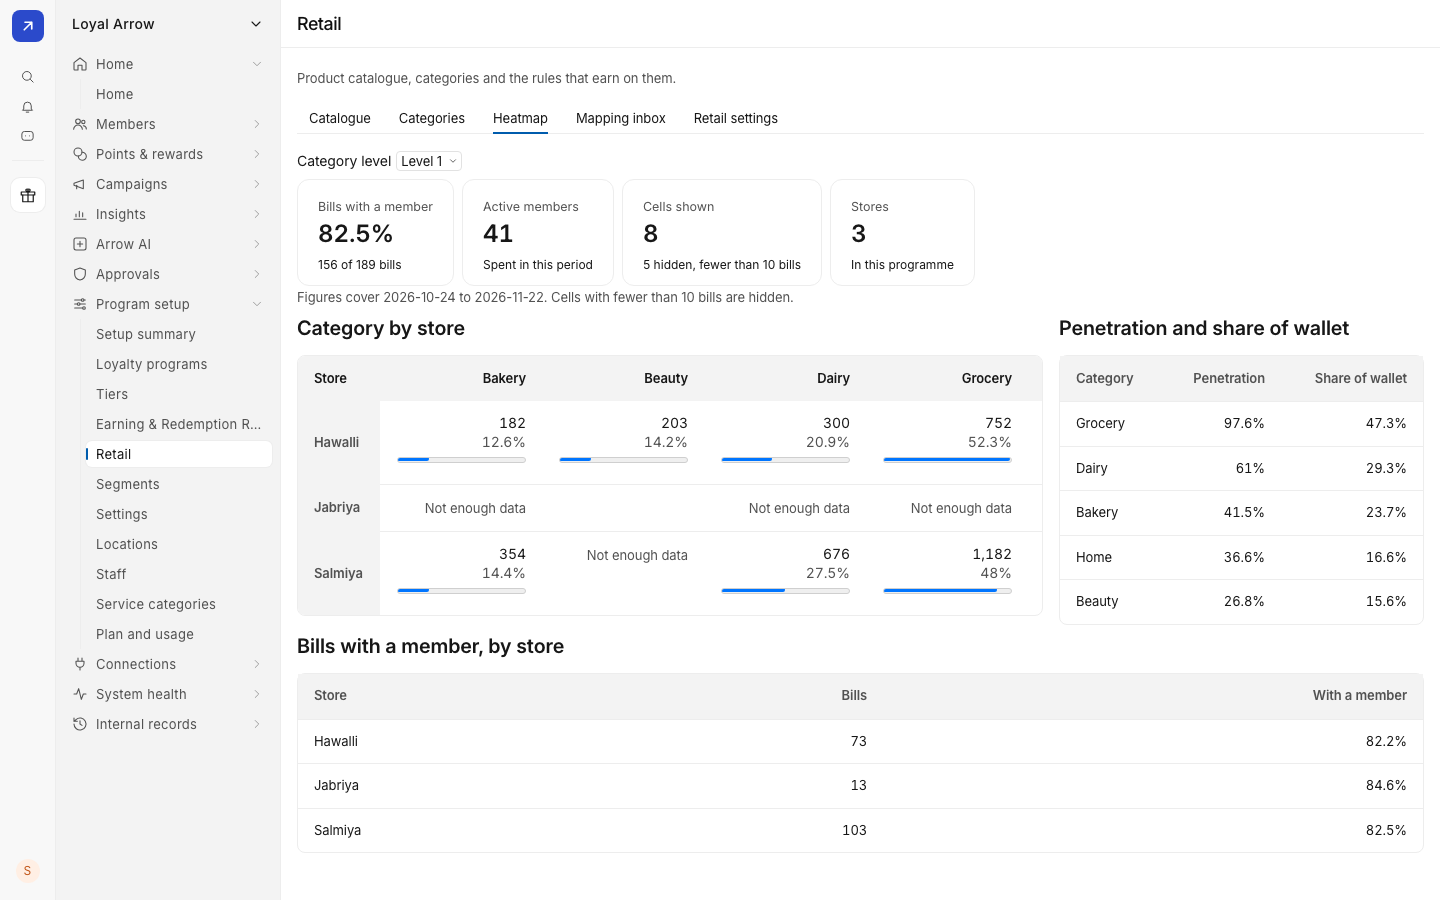 Loyal Arrow
Home
Home
Members
Points & rewards
Campaigns
Insights
Arrow AI
Approvals
Program setup
Setup summary
Loyalty programs
Tiers
Earning & Redemption R...
Retail
Segments
Settings
Locations
Staff
Service categories
Plan and usage
Connections
System health
Internal records
S
Retail
Product catalogue, categories and the rules that earn on them.
Catalogue Categories Heatmap Mapping inbox Retail settings
Category level Level 1
Bills with a member
82.5%
156 of 189 bills
Active members
41
Spent in this period
Cells shown
8
5 hidden, fewer than 10 bills
Stores
3
In this programme
Figures cover 2026-10-24 to 2026-11-22. Cells with fewer than 10 bills are hidden.
Category by store
Store Bakery Beauty Dairy Grocery
Hawalli
182 203 300 752
12.6% 14.2% 20.9% 52.3%
Jabriya Not enough data Not enough data Not enough data
Salmiya
354 Not enough data 676 1,182
14.4% 27.5% 48%
Penetration and share of wallet
Category Penetration Share of wallet
Grocery 97.6% 47.3%
Dairy 61% 29.3%
Bakery 41.5% 23.7%
Home 36.6% 16.6%
Beauty 26.8% 15.6%
Bills with a member, by store
Store Bills With a member
Hawalli 73 82.2%
Jabriya 13 84.6%
Salmiya 103 82.5%